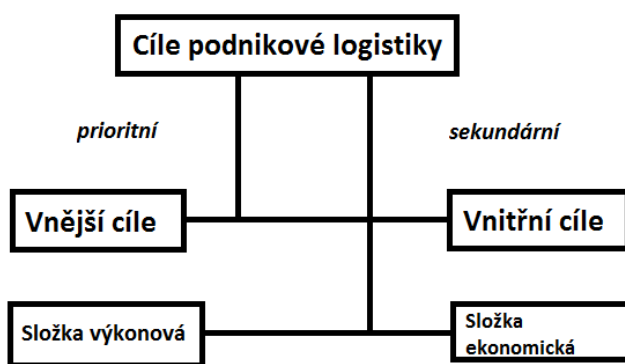 Cíle podnikové logistiky
prioritní
sekundární
Vnější cíle
Vnitřní cíle
Složka výkonová
Složka
ekonomická